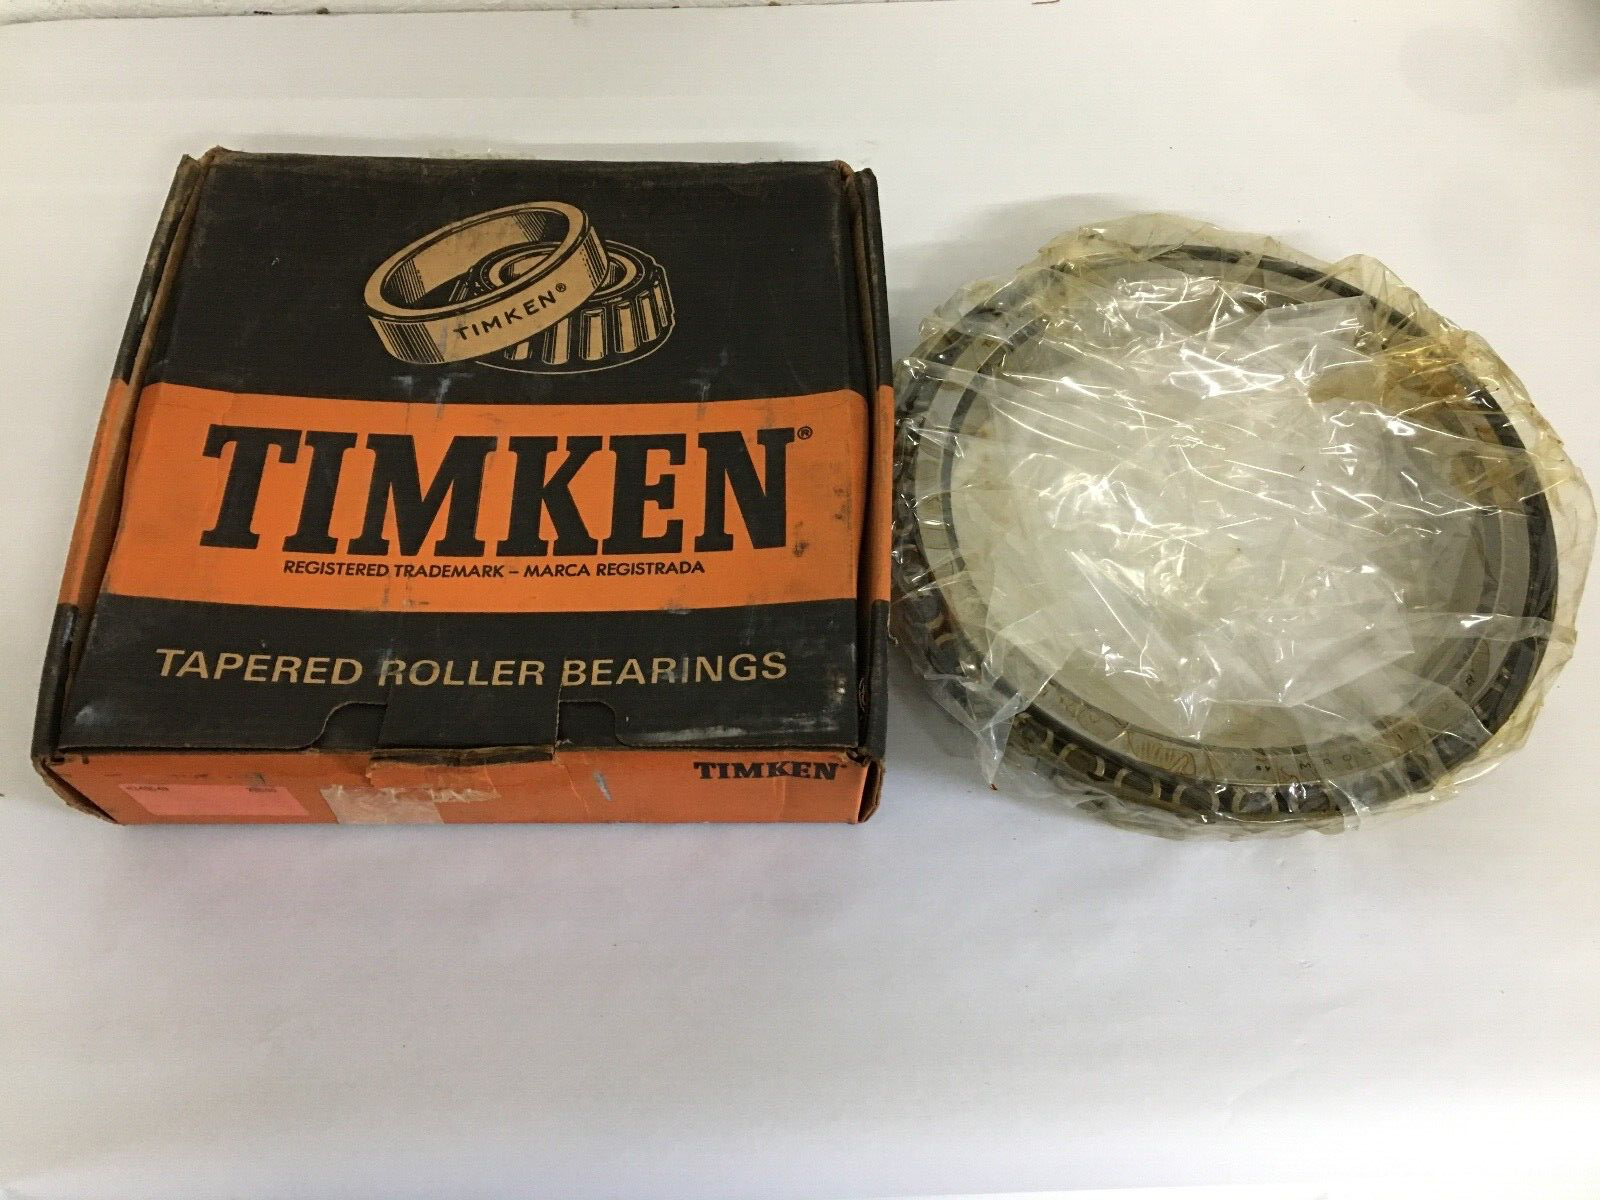 TIMKEN®
TIMKEN®
REGISTERED TRADEMARK – MARCA REGISTRADA
TAPERED ROLLER BEARINGS
TIMKEN